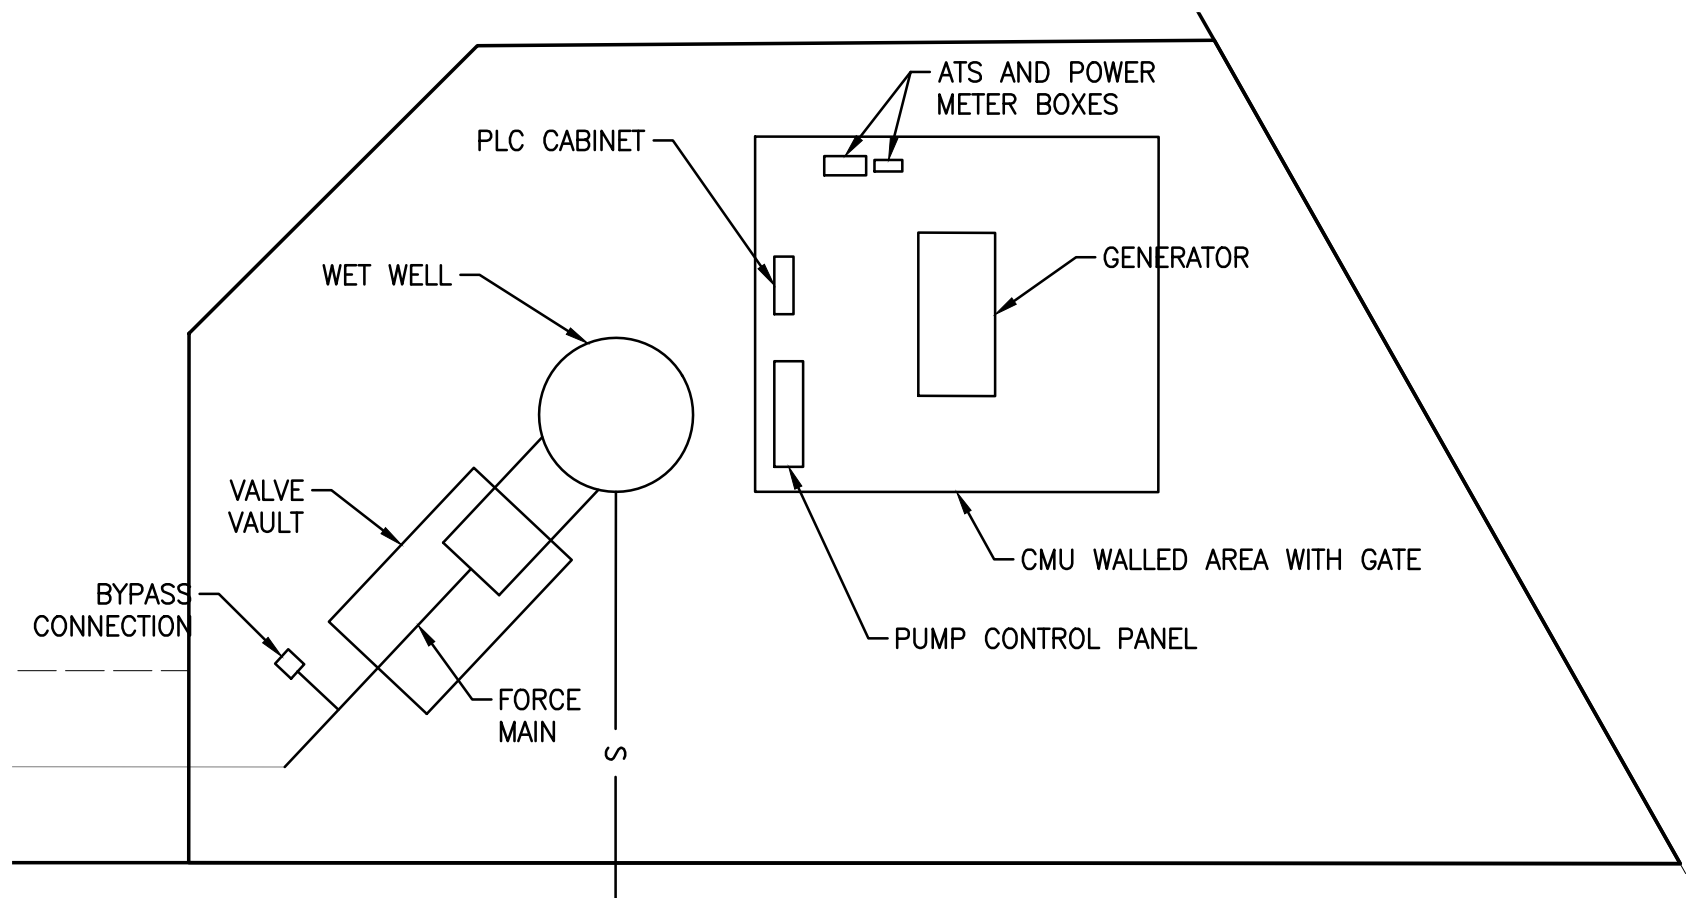 ATS AND POWER
METER BOXES
PLC CABINET
GENERATOR
WET WELL
VALVE
VAULT
CMU WALLED AREA WITH GATE
BYPASS
CONNECTION
PUMP CONTROL PANEL
FORCE
MAIN
S